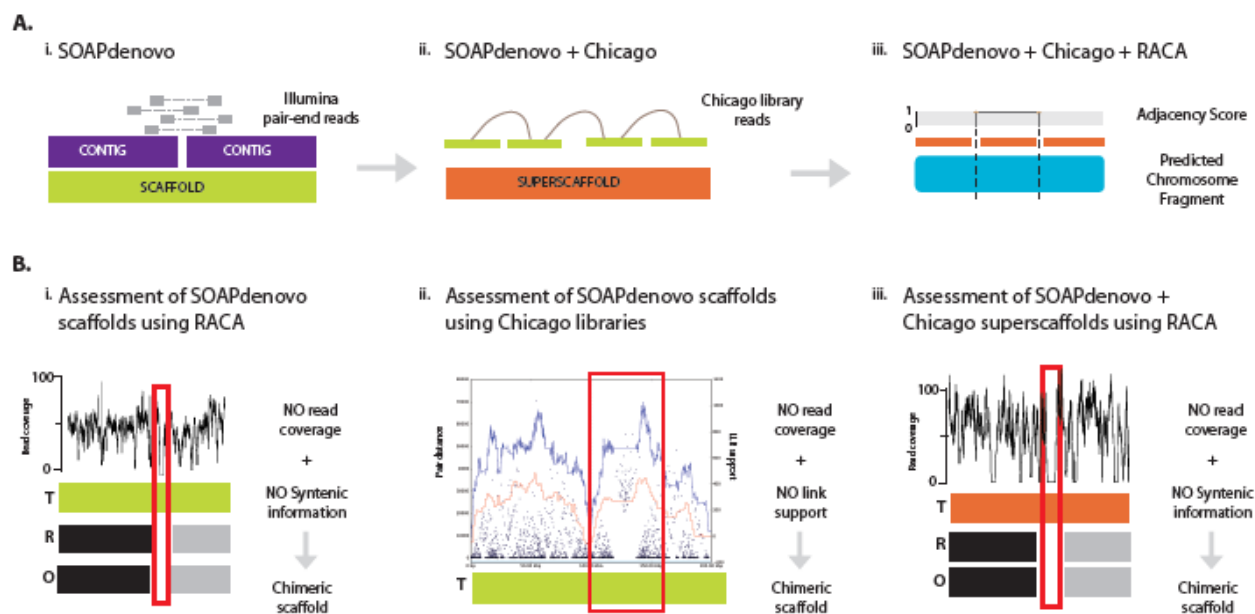 A.
i. SOAPdenovo
Illumina
pair-end reads
CONTIG
CONTIG
SCAFFOLD
ii. SOAPdenovo + Chicago
Chicago library
reads
SUPERSCAFFOLD
iii. SOAPdenovo + Chicago + RACA
1
0
Adjacency Score
Predicted
Chromosome
Fragment
B.
i. Assessment of SOAPdenovo
scaffolds using RACA
100
0
Read coverage
T
R
O
NO read
coverage
+
NO Syntenic
information
Chimeric
scaffold
ii. Assessment of SOAPdenovo scaffolds
using Chicago libraries
Pair distance
LLR support
T
NO read
coverage
+
NO link
support
Chimeric
scaffold
iii. Assessment of SOAPdenovo +
Chicago superscaffolds using RACA
100
0
Read coverage
T
R
O
NO read
coverage
+
NO Syntenic
information
Chimeric
scaffold